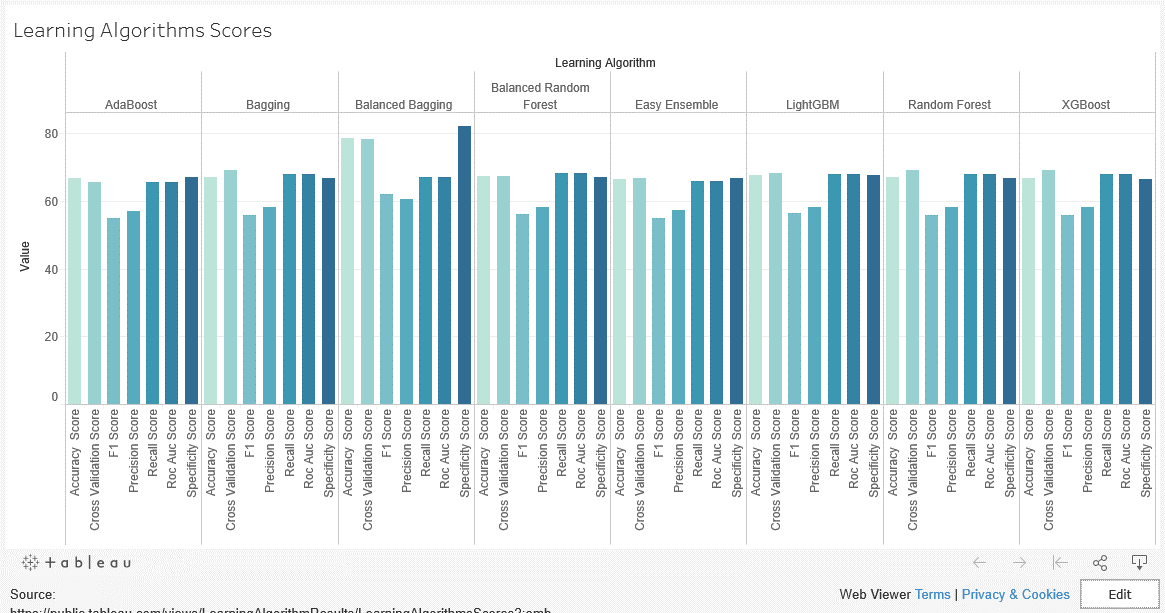 Learning Algorithms Scores
Learning Algorithm
AdaBoost
Bagging
Balanced Bagging
Balanced Random
Forest
Easy Ensemble
LightGBM
Random Forest
XGBoost
Value
80
60
40
20
0
Accuracy Score
Cross Validation Score
F1 Score
Precision Score
Recall Score
Roc Auc Score
Specificity Score
Accuracy Score
Cross Validation Score
F1 Score
Precision Score
Recall Score
Roc Auc Score
Specificity Score
Accuracy Score
Cross Validation Score
F1 Score
Precision Score
Recall Score
Roc Auc Score
Specificity Score
Accuracy Score
Cross Validation Score
F1 Score
Precision Score
Recall Score
Roc Auc Score
Specificity Score
Accuracy Score
Cross Validation Score
F1 Score
Precision Score
Recall Score
Roc Auc Score
Specificity Score
Accuracy Score
Cross Validation Score
F1 Score
Precision Score
Recall Score
Roc Auc Score
Specificity Score
Accuracy Score
Cross Validation Score
F1 Score
Precision Score
Recall Score
Roc Auc Score
Specificity Score
Accuracy Score
Cross Validation Score
F1 Score
Precision Score
Recall Score
Roc Auc Score
Specificity Score
+ a b l e a u
Source:
Web Viewer Terms | Privacy & Cookies
Edit